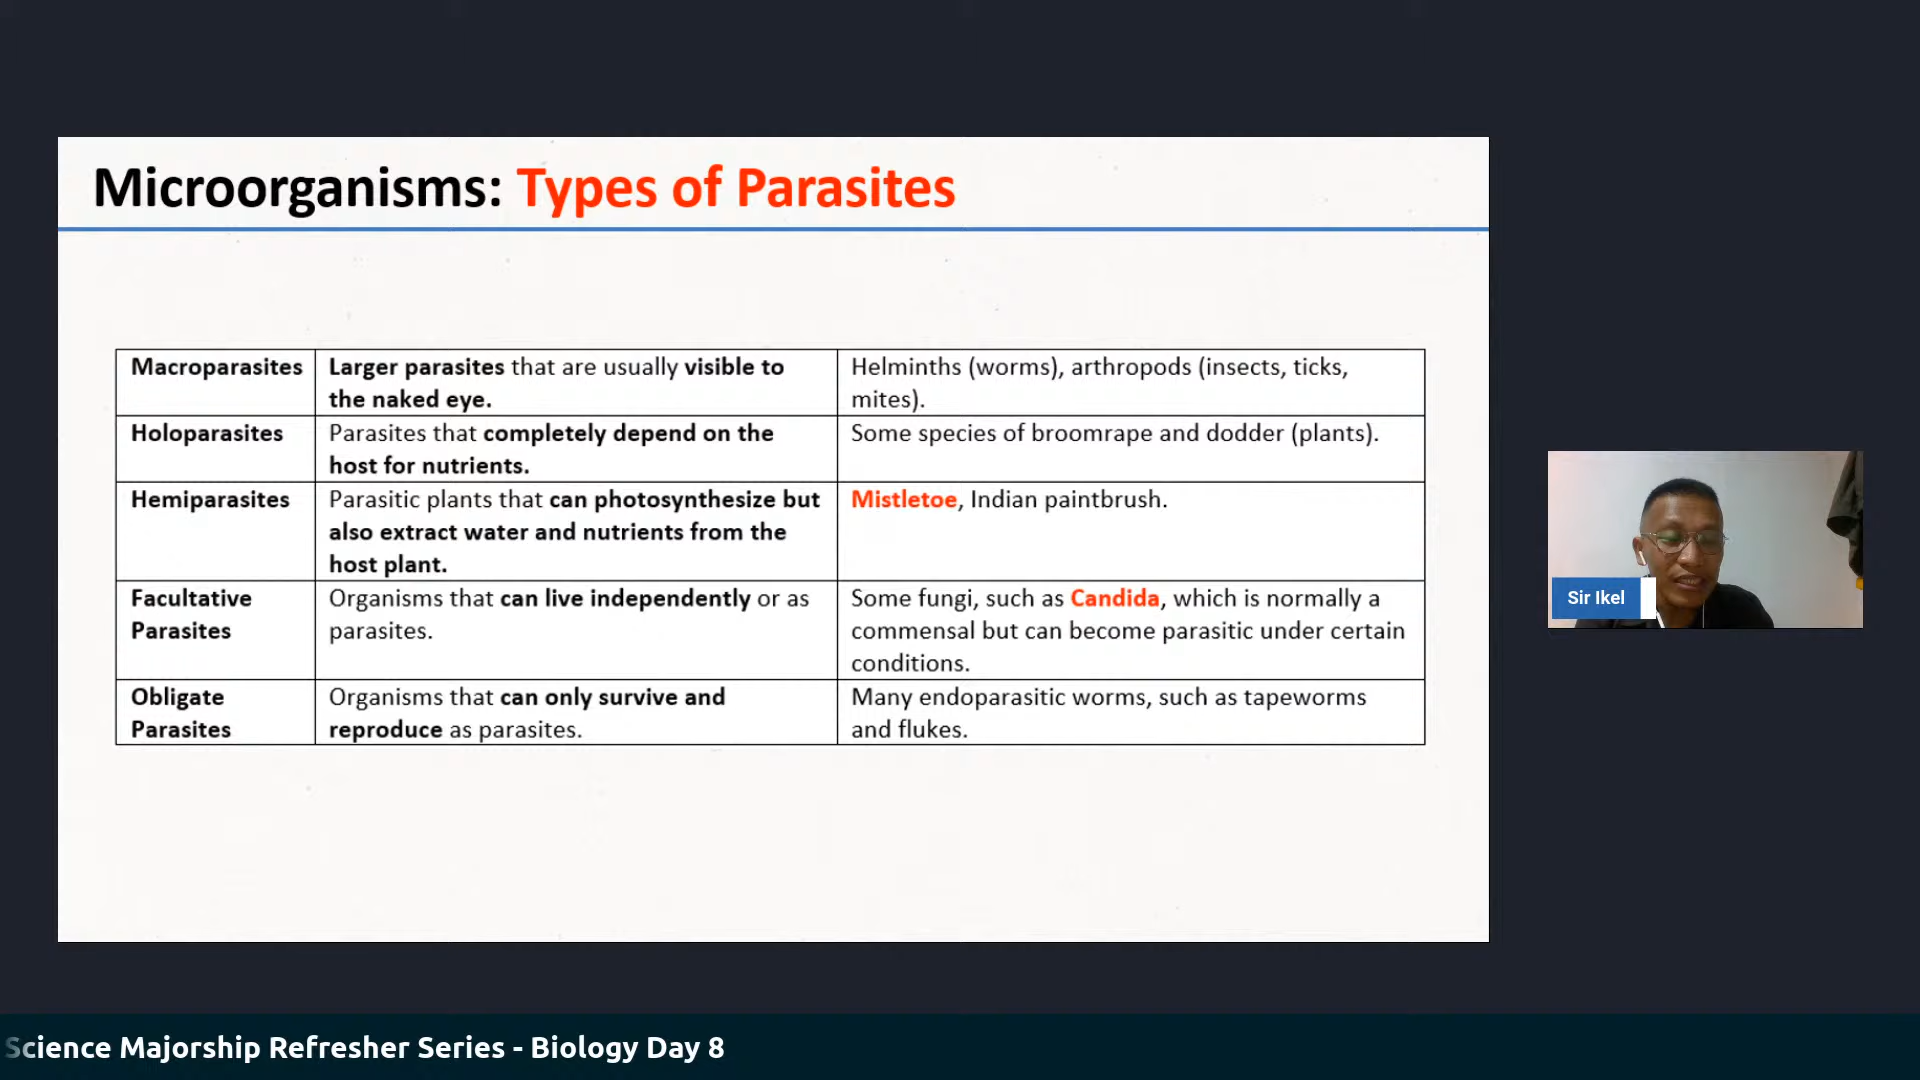 Microorganisms: Types of Parasites
Macroparasites
Larger parasites that are usually visible to
the naked eye.
Helminths (worms), arthropods (insects, ticks,
mites).
Holoparasites
Parasites that completely depend on the
host for nutrients.
Some species of broomrape and dodder (plants).
Hemiparasites
Parasitic plants that can photosynthesize but
also extract water and nutrients from the
host plant.
Mistletoe, Indian paintbrush.
Facultative
Parasites
Organisms that can live independently or as
parasites.
Some fungi, such as Candida, which is normally a
commensal but can become parasitic under certain
conditions.
Obligate
Parasites
Organisms that can only survive and
reproduce as parasites.
Many endoparasitic worms, such as tapeworms
and flukes.
Sir Ikel
Science Majorship Refresher Series - Biology Day 8